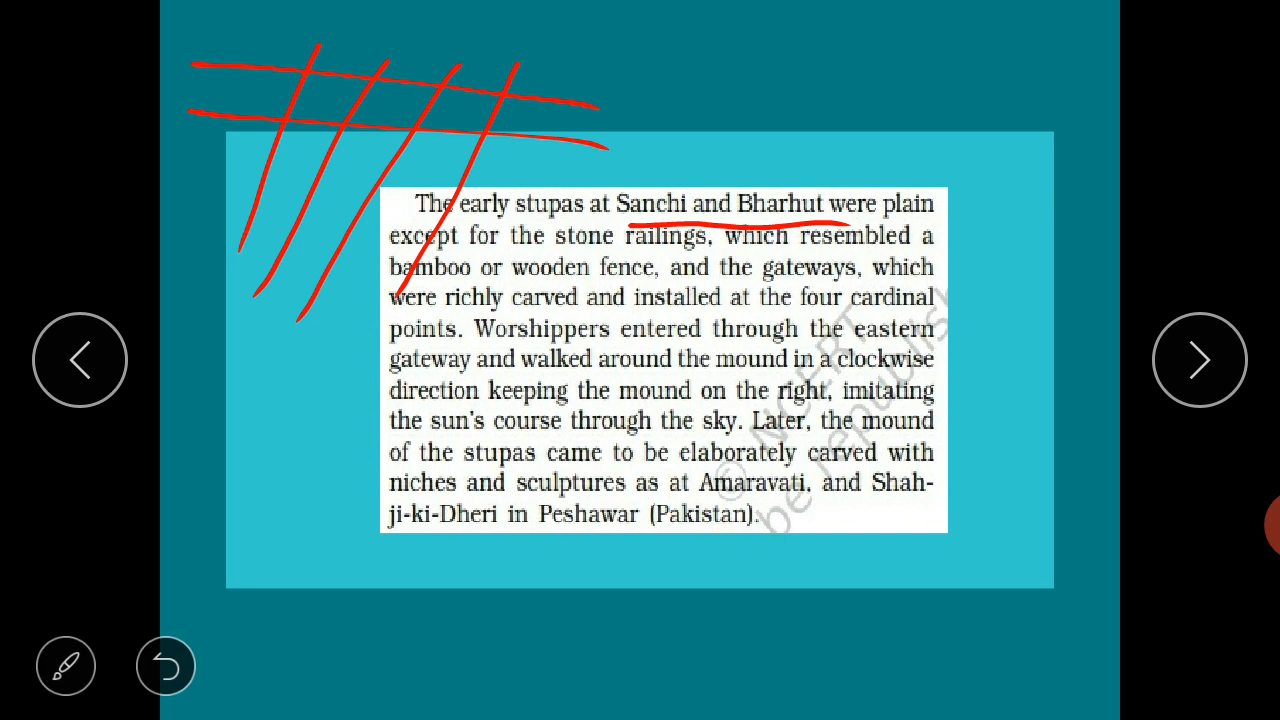 The early stupas at Sanchi and Bharhut were plain
except for the stone railings, which resembled a
bamboo or wooden fence, and the gateways, which
were richly carved and installed at the four cardinal
points. Worshippers entered through the eastern
gateway and walked around the mound in a clockwise
direction keeping the mound on the right, imitating
the sun's course through the sky. Later, the mound
of the stupas came to be elaborately carved with
niches and sculptures as at Amaravati, and Shah-
ji-ki-Dheri in Peshawar (Pakistan).
© NCERT
be republish